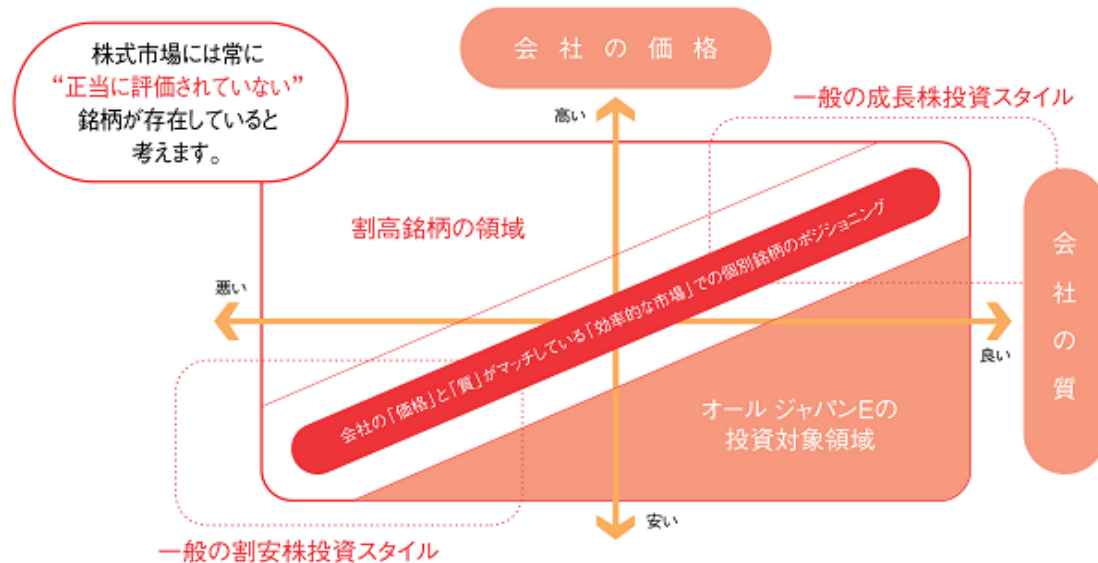 株式市場には常に
“正当に評価されていない”
銘柄が存在していると
考えます。
会社の価格
一般の成長株投資スタイル
高い
割高銘柄の領域
会社の「価格」と「質」がマッチしている「効率的な市場」での個別銘柄のポジショニング
悪い
良い
会社の質
オール ジャパンEの
投資対象領域
安い
一般の割安株投資スタイル